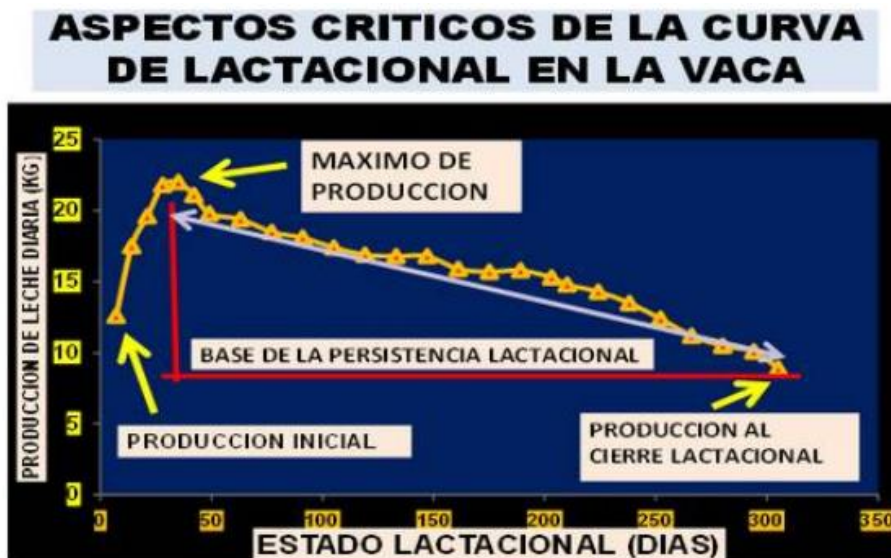 ASPECTOS CRITICOS DE LA CURVA
DE LACTACIONAL EN LA VACA
PRODUCCION DE LECHE DIARIA (KG)
25
20
15
10
5
0
MAXIMO DE
PRODUCCION
BASE DE LA PERSISTENCIA LACTACIONAL
PRODUCCION INICIAL
PRODUCCION AL
CIERRE LACTACIONAL
0 50 100 150 200 250 300 350
ESTADO LACTACIONAL (DIAS)